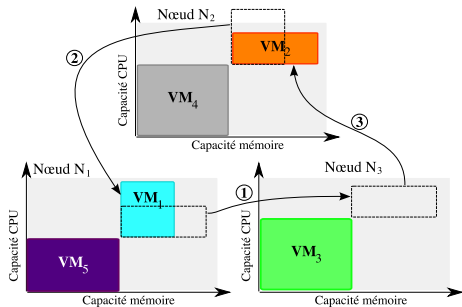 Nœud N2
Capacité CPU
VM2
VM4
Capacité mémoire
②
①
③
Nœud N1
Capacité CPU
VM1
VM5
Capacité mémoire
Nœud N3
Capacité CPU
VM3
Capacité mémoire